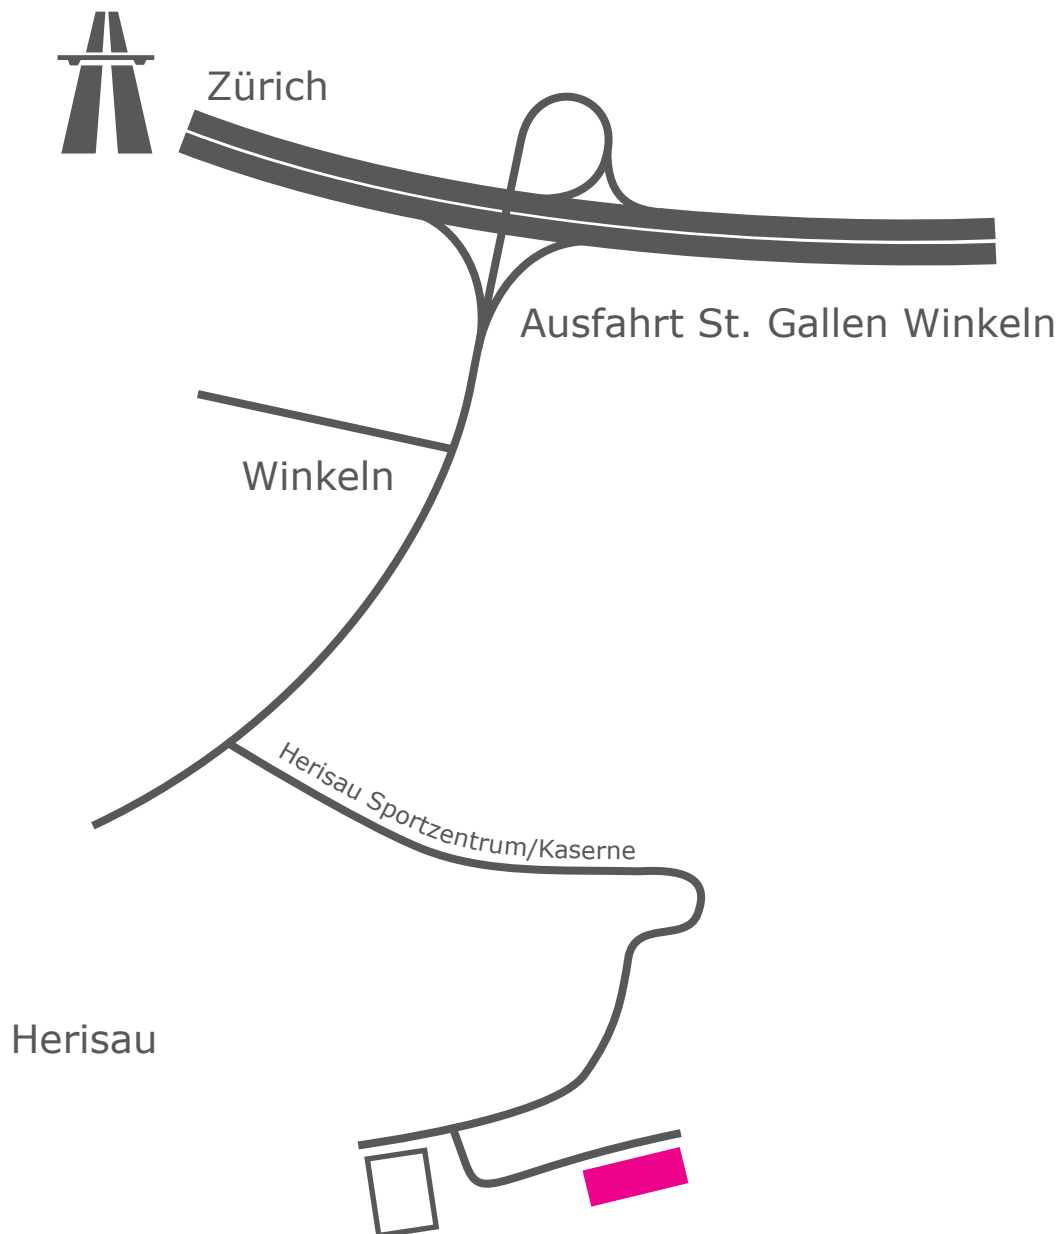 Zürich
Ausfahrt St. Gallen Winkeln
Winkeln
Herisau Sportzentrum/Kaserne
Herisau